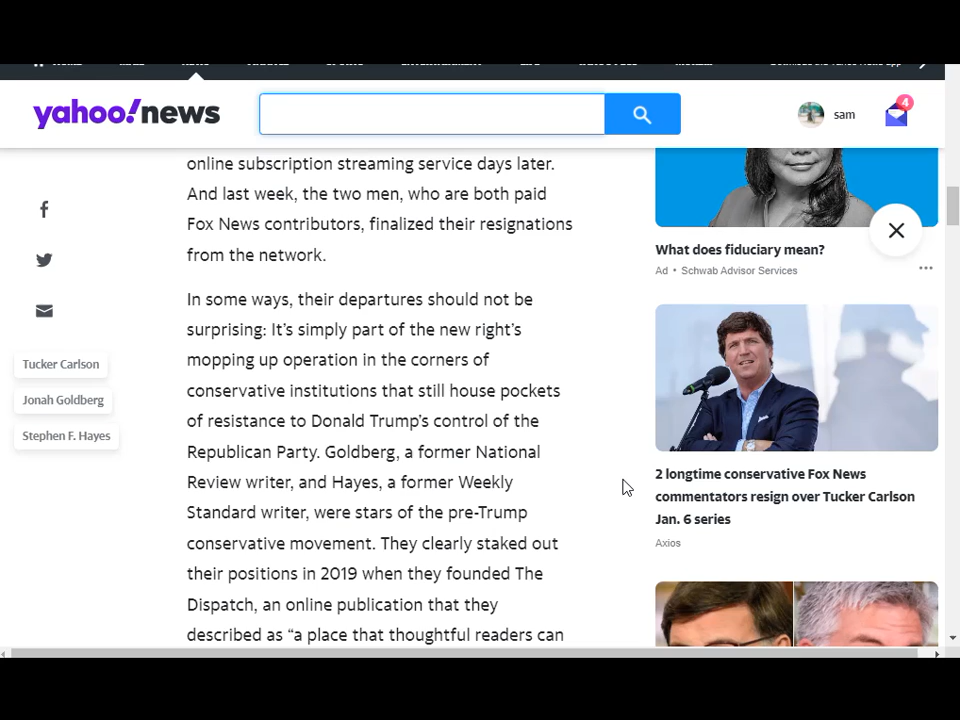 yahoo!news
sam
4
online subscription streaming service days later.
And last week, the two men, who are both paid
Fox News contributors, finalized their resignations
from the network.
In some ways, their departures should not be
surprising: It’s simply part of the new right’s
mopping up operation in the corners of
conservative institutions that still house pockets
of resistance to Donald Trump’s control of the
Republican Party. Goldberg, a former National
Review writer, and Hayes, a former Weekly
Standard writer, were stars of the pre-Trump
conservative movement. They clearly staked out
their positions in 2019 when they founded The
Dispatch, an online publication that they
described as “a place that thoughtful readers can
Tucker Carlson
Jonah Goldberg
Stephen F. Hayes
What does fiduciary mean?
Ad • Schwab Advisor Services
2 longtime conservative Fox News
commentators resign over Tucker Carlson
Jan. 6 series
Axios